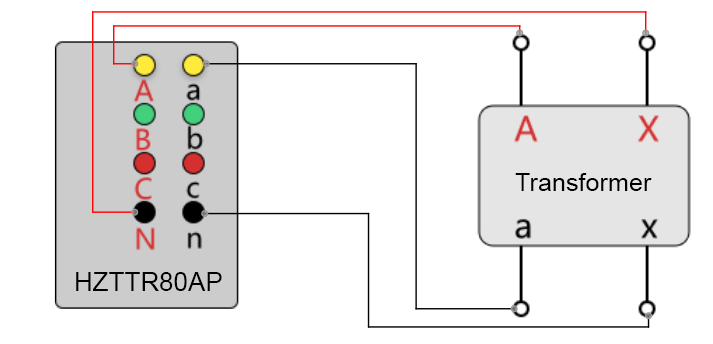 A a
B b
C c
N n
HZTTR80AP
A X
Transformer
a x